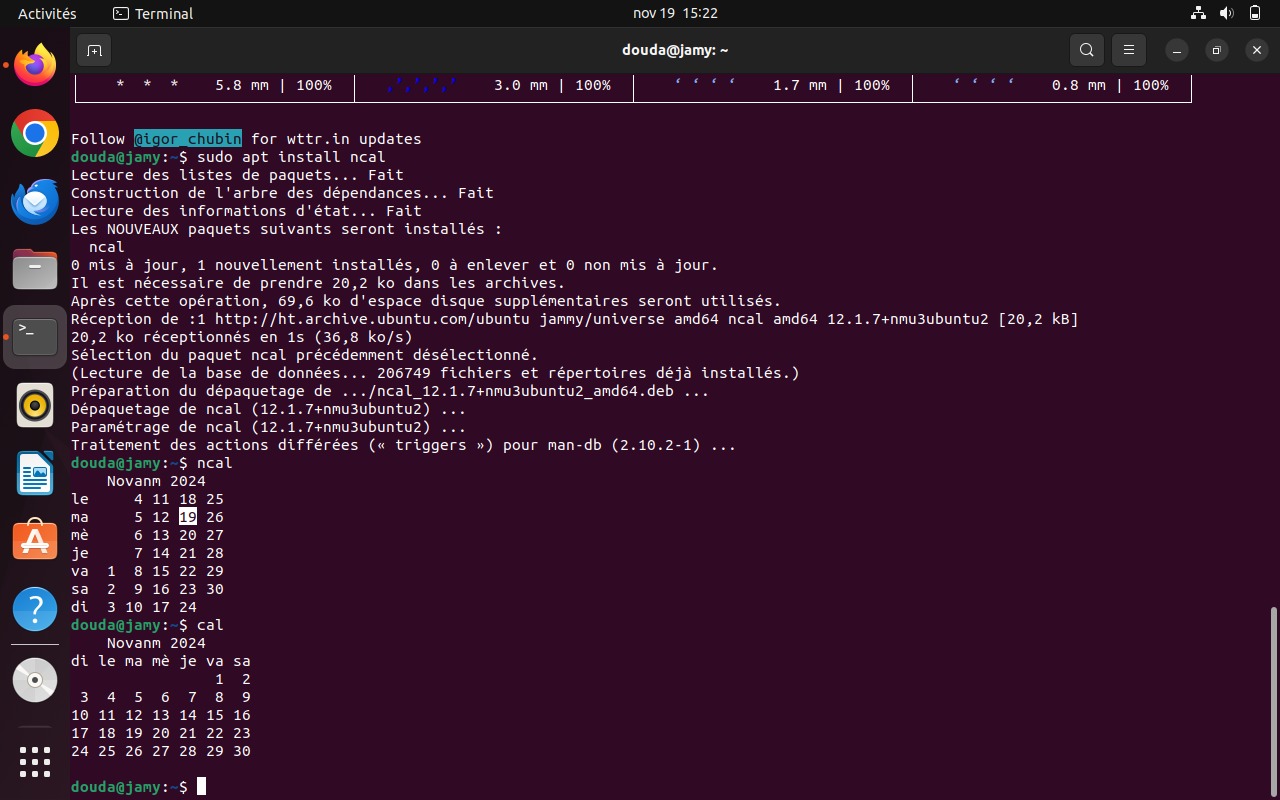 Activités Terminal nov 19 15:22
douda@jamy: ~
* * * 5.8 mm | 100% ‚‘‚‘‚‘‚‘ 3.0 mm | 100% ‘ ‘ ‘ ‘ 1.7 mm | 100% ‘ ‘ ‘ ‘ 0.8 mm | 100%
Follow @igor_chubin for wttr.in updates
douda@jamy:~$ sudo apt install ncal
Lecture des listes de paquets... Fait
Construction de l'arbre des dépendances... Fait
Lecture des informations d'état... Fait
Les NOUVEAUX paquets suivants seront installés :
  ncal
0 mis à jour, 1 nouvellement installés, 0 à enlever et 0 non mis à jour.
Il est nécessaire de prendre 20,2 ko dans les archives.
Après cette opération, 69,6 ko d'espace disque supplémentaires seront utilisés.
Réception de :1 http://ht.archive.ubuntu.com/ubuntu jammy/universe amd64 ncal amd64 12.1.7+nmu3ubuntu2 [20,2 kB]
20,2 ko réceptionnés en 1s (36,8 ko/s)
Sélection du paquet ncal précédemment désélectionné.
(Lecture de la base de données... 206749 fichiers et répertoires déjà installés.)
Préparation du dépaquetage de .../ncal_12.1.7+nmu3ubuntu2_amd64.deb ...
Dépaquetage de ncal (12.1.7+nmu3ubuntu2) ...
Paramétrage de ncal (12.1.7+nmu3ubuntu2) ...
Traitement des actions différées (« triggers ») pour man-db (2.10.2-1) ...
douda@jamy:~$ ncal
    Novanm 2024
le     4 11 18 25
ma     5 12 19 26
mè     6 13 20 27
je     7 14 21 28
va  1  8 15 22 29
sa  2  9 16 23 30
di  3 10 17 24
douda@jamy:~$ cal
    Novanm 2024
di le ma mè je va sa
                1  2
 3  4  5  6  7  8  9
10 11 12 13 14 15 16
17 18 19 20 21 22 23
24 25 26 27 28 29 30
douda@jamy:~$